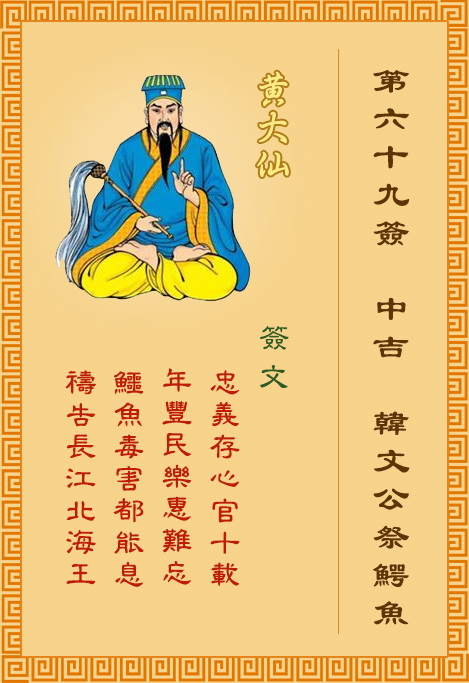 第六十九簽 中吉 韓文公祭鰐魚
黃大仙
簽文
忠義存心官十載
年豐民樂惠難忘
鱷魚毒害都能息
禱告長江北海王